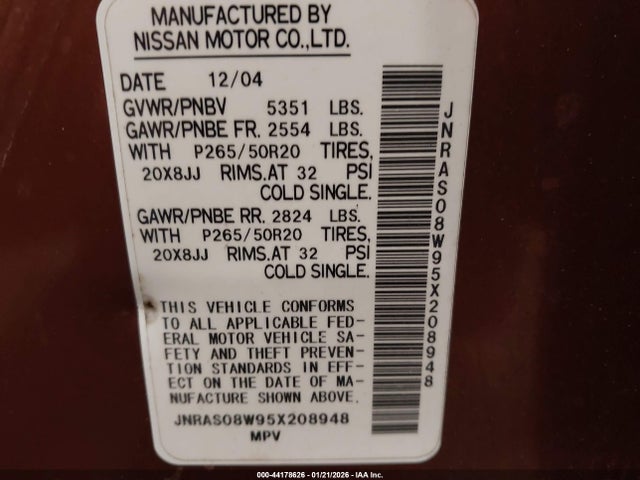 MANUFACTURED BY
NISSAN MOTOR CO.,LTD.
DATE 12/04
GVWR/PNBV 5351 LBS.
GAWR/PNBE FR. 2554 LBS.
WITH P265/50R20 TIRES,
20X8JJ RIMS.AT 32 PSI
COLD SINGLE.
GAWR/PNBE RR. 2824 LBS.
WITH P265/50R20 TIRES,
20X8JJ RIMS.AT 32 PSI
COLD SINGLE.
THIS VEHICLE CONFORMS
TO ALL APPLICABLE FED-
ERAL MOTOR VEHICLE SA-
FETY AND THEFT PREVEN-
TION STANDARDS IN EFF-
ECT ON THE DATE OF MA-
NUFACTURE SHOWN ABOVE.
JNRAS08W95X208948
MPV
JNRAS08W95X208948
000-44178626 - 01/21/2026 - IAA Inc.